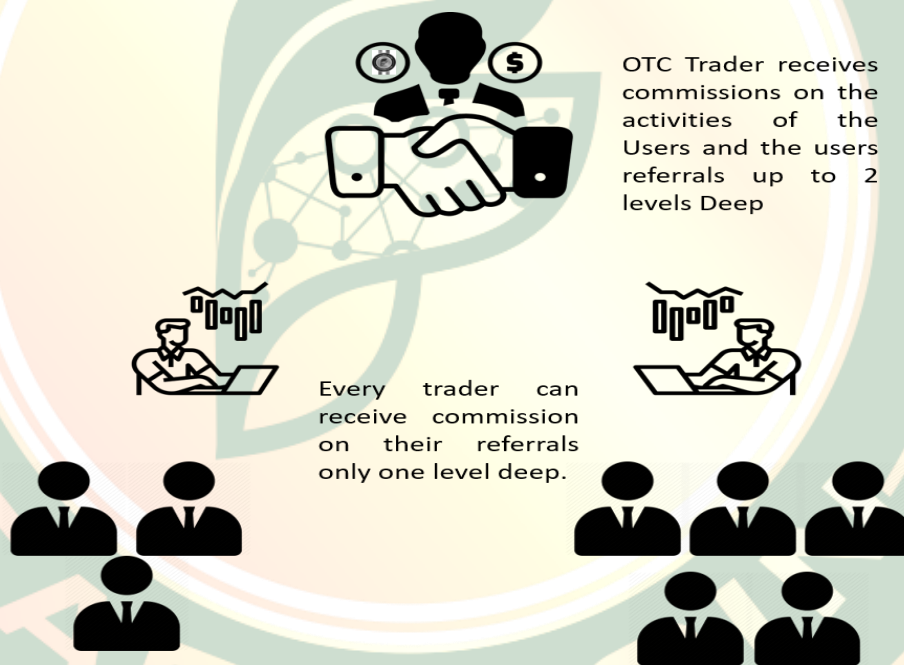 OTC Trader receives
commissions on the
activities of the
Users and the users
referrals up to 2
levels Deep
$
Every trader can
receive commission
on their referrals
only one level deep.